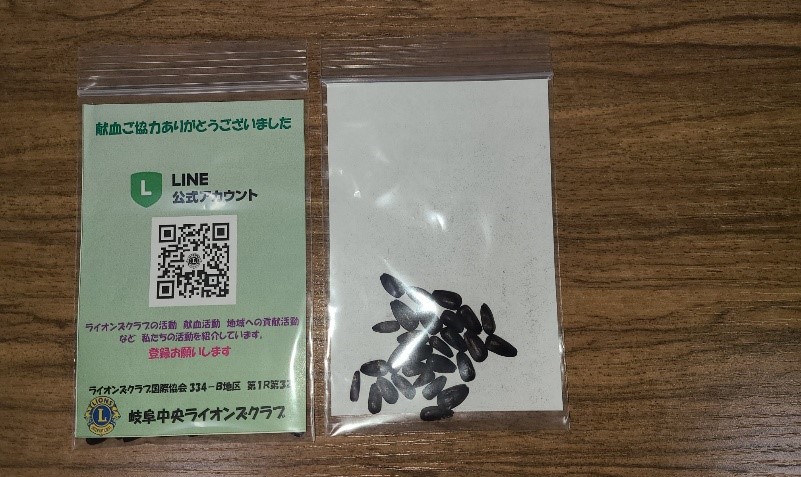 献血ご協力ありがとうございました
L
LINE
公式アカウント
ライオンズクラブの活動 献血活動 地域への貢献活動
など 私たちの活動を紹介しています。
登録お願いします
ライオンズクラブ国際協会 334-B地区 第1R第3Z
LIONS
L
岐阜中央ライオンズクラブ